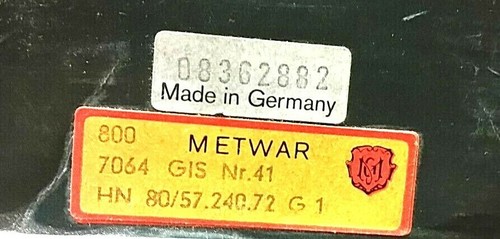 08362882
Made in Germany
800 METWAR
7064 GIS Nr.41
HN 80/57.240.72 G 1